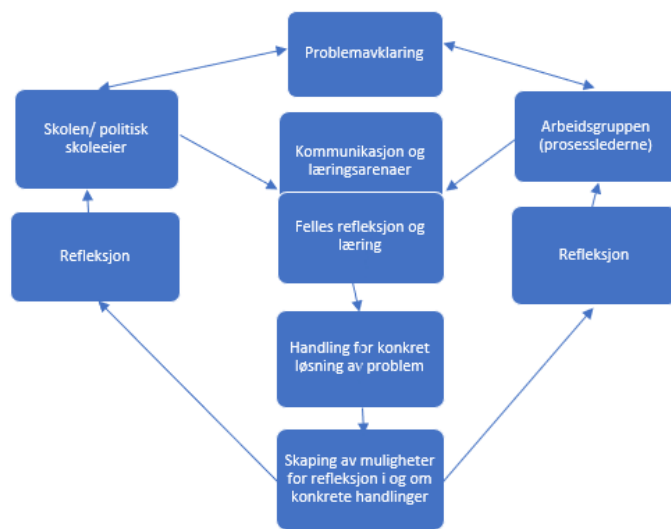 Problemavklaring
Skolen/ politisk
skoleeier
Arbeidsgruppen
(prosesslederne)
Kommunikasjon og
læringsarenaer
Felles refleksjon og
læring
Refleksjon
Refleksjon
Handling for konkret
løsning av problem
Skaping av muligheter
for refleksjon i og om
konkrete handlinger